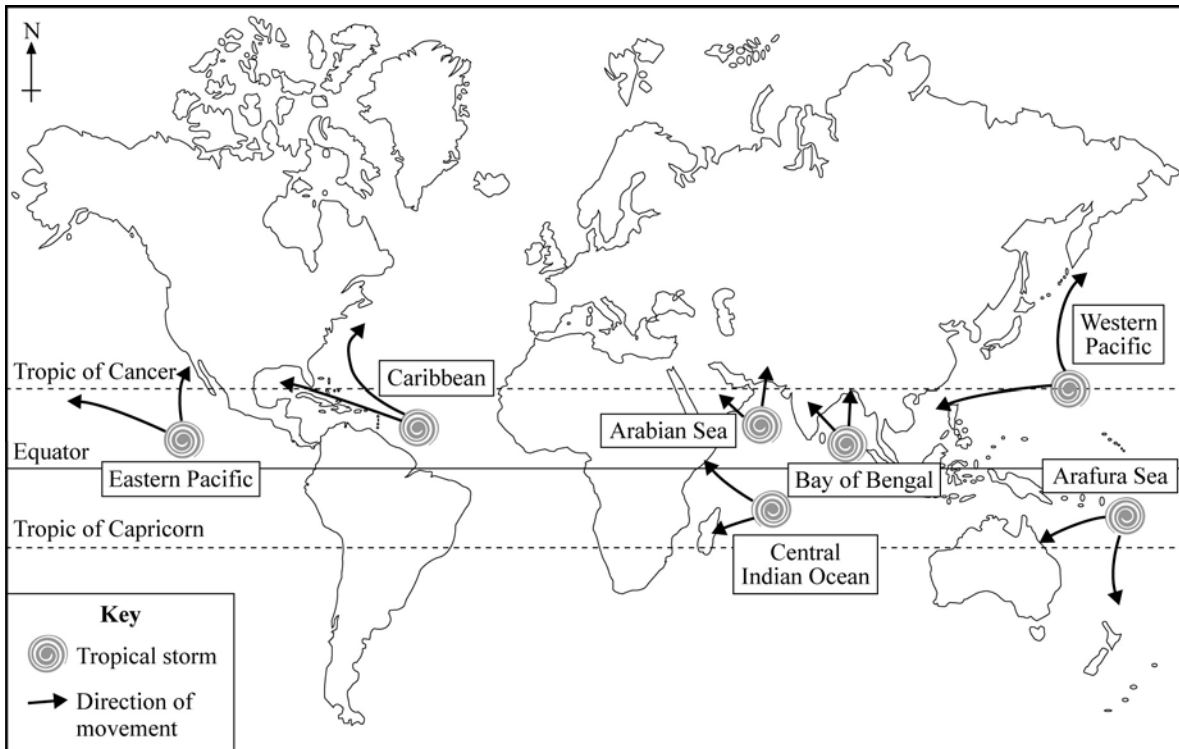 N
Western
Pacific
Tropic of Cancer
Caribbean
Arabian Sea
Equator
Eastern Pacific
Bay of Bengal
Arafura Sea
Tropic of Capricorn
Central
Indian Ocean
Key
Tropical storm
Direction of
movement